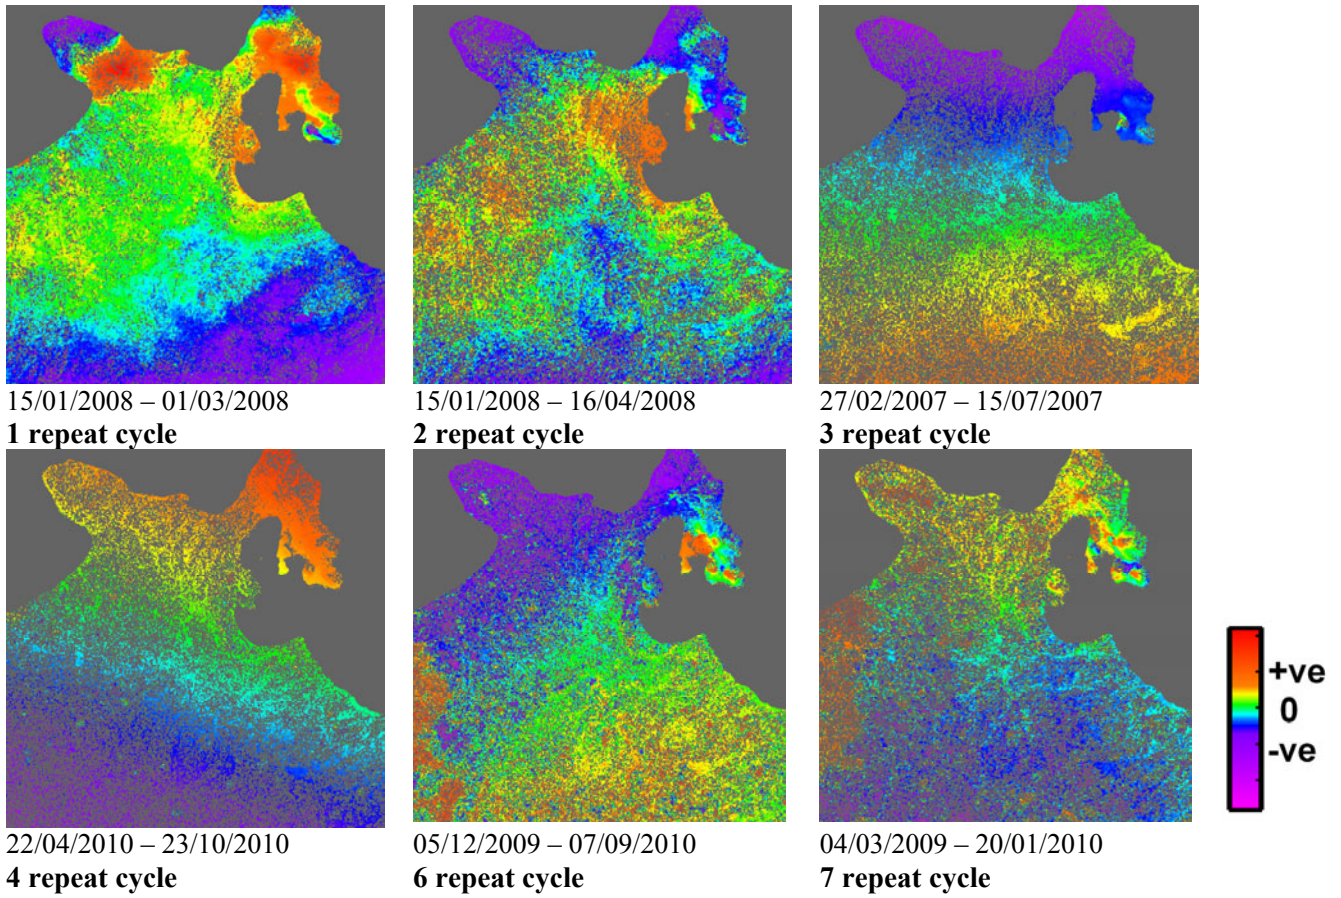 15/01/2008 – 01/03/2008
1 repeat cycle
15/01/2008 – 16/04/2008
2 repeat cycle
27/02/2007 – 15/07/2007
3 repeat cycle
22/04/2010 – 23/10/2010
4 repeat cycle
05/12/2009 – 07/09/2010
6 repeat cycle
04/03/2009 – 20/01/2010
7 repeat cycle
+ve
0
-ve